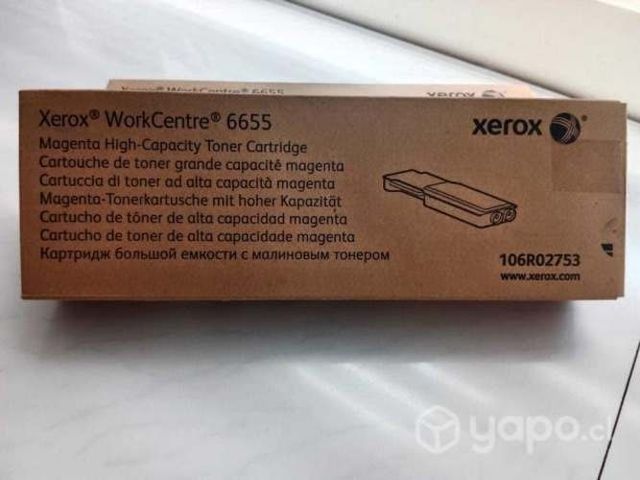 Xerox WorkCentre 6655
xerox
Xerox® WorkCentre® 6655
xerox
Magenta High-Capacity Toner Cartridge
Cartouche de toner grande capacité magenta
Cartuccia di toner ad alta capacità magenta
Magenta-Tonerkartusche mit hoher Kapazität
Cartucho de tóner de alta capacidad magenta
Cartucho de toner de alta capacidade magenta
Картридж большой емкости с малиновым тонером
106R02753
www.xerox.com
yapo.cl